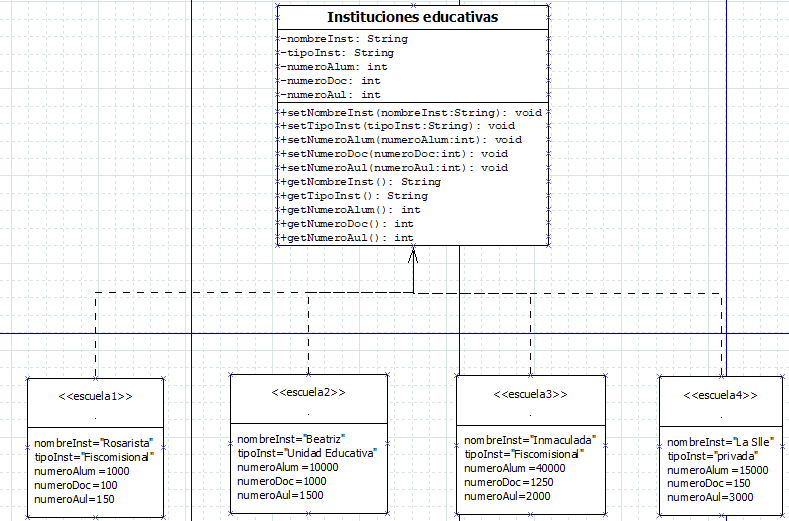 Instituciones educativas
-nombreInst: String
-tipoInst: String
-numeroAlum: int
-numeroDoc: int
-numeroAul: int
+setNombreInst(nombreInst:String): void
+setTipoInst(tipoInst:String): void
+setNumeroAlum(numeroAlum:int): void
+setNumeroDoc(numeroDoc:int): void
+setNumeroAul(numeroAul:int): void
+getNombreInst(): String
+getTipoInst(): String
+getNumeroAlum(): int
+getNumeroDoc(): int
+getNumeroAul(): int
<<escuela1>>
.
nombreInst="Rosarista"
tipoInst="Fiscomisional"
numeroAlum =1000
numeroDoc=100
numeroAul=150
<<escuela2>>
.
nombreInst="Beatriz"
tipoInst="Unidad Educativa"
numeroAlum =10000
numeroDoc=1000
numeroAul=1500
<<escuela3>>
.
nombreInst="Inmaculada"
tipoInst="Fiscomisional"
numeroAlum =40000
numeroDoc=1250
numeroAul=2000
<<escuela4>>
.
nombreInst="La Slle"
tipoInst="privada"
numeroAlum =15000
numeroDoc=150
numeroAul=3000